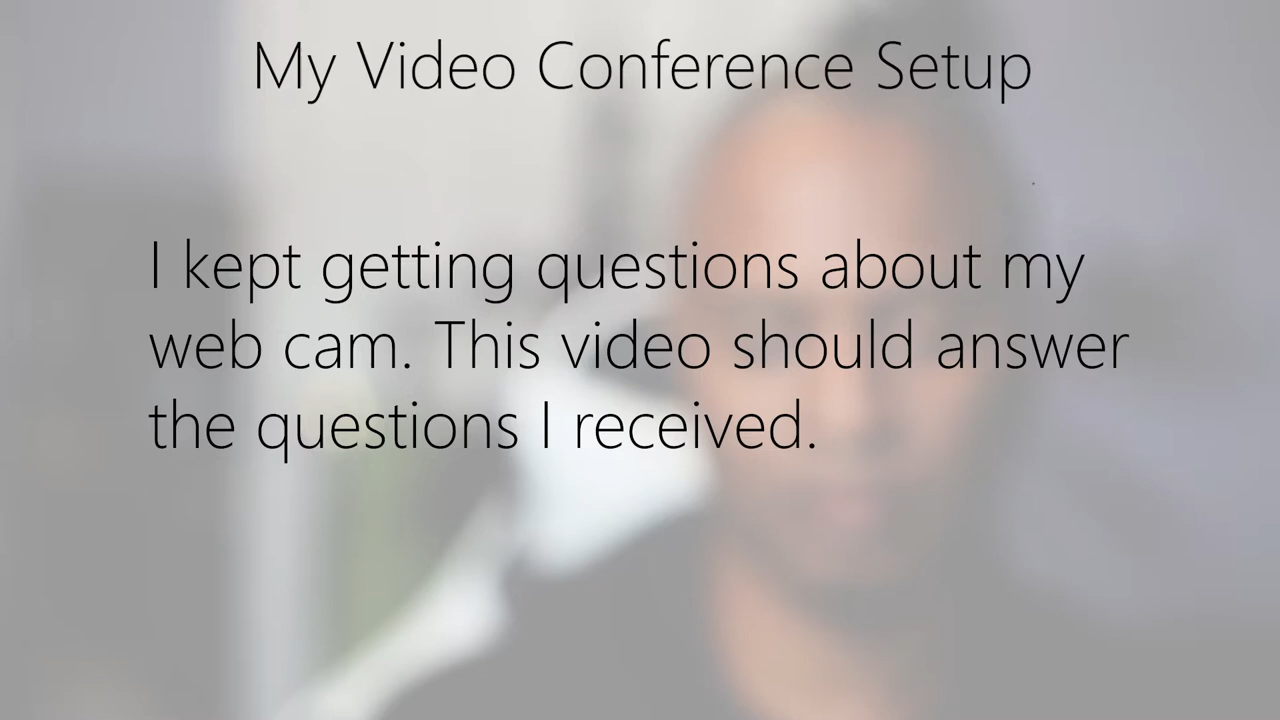 My Video Conference Setup
I kept getting questions about my
web cam. This video should answer
the questions I received.